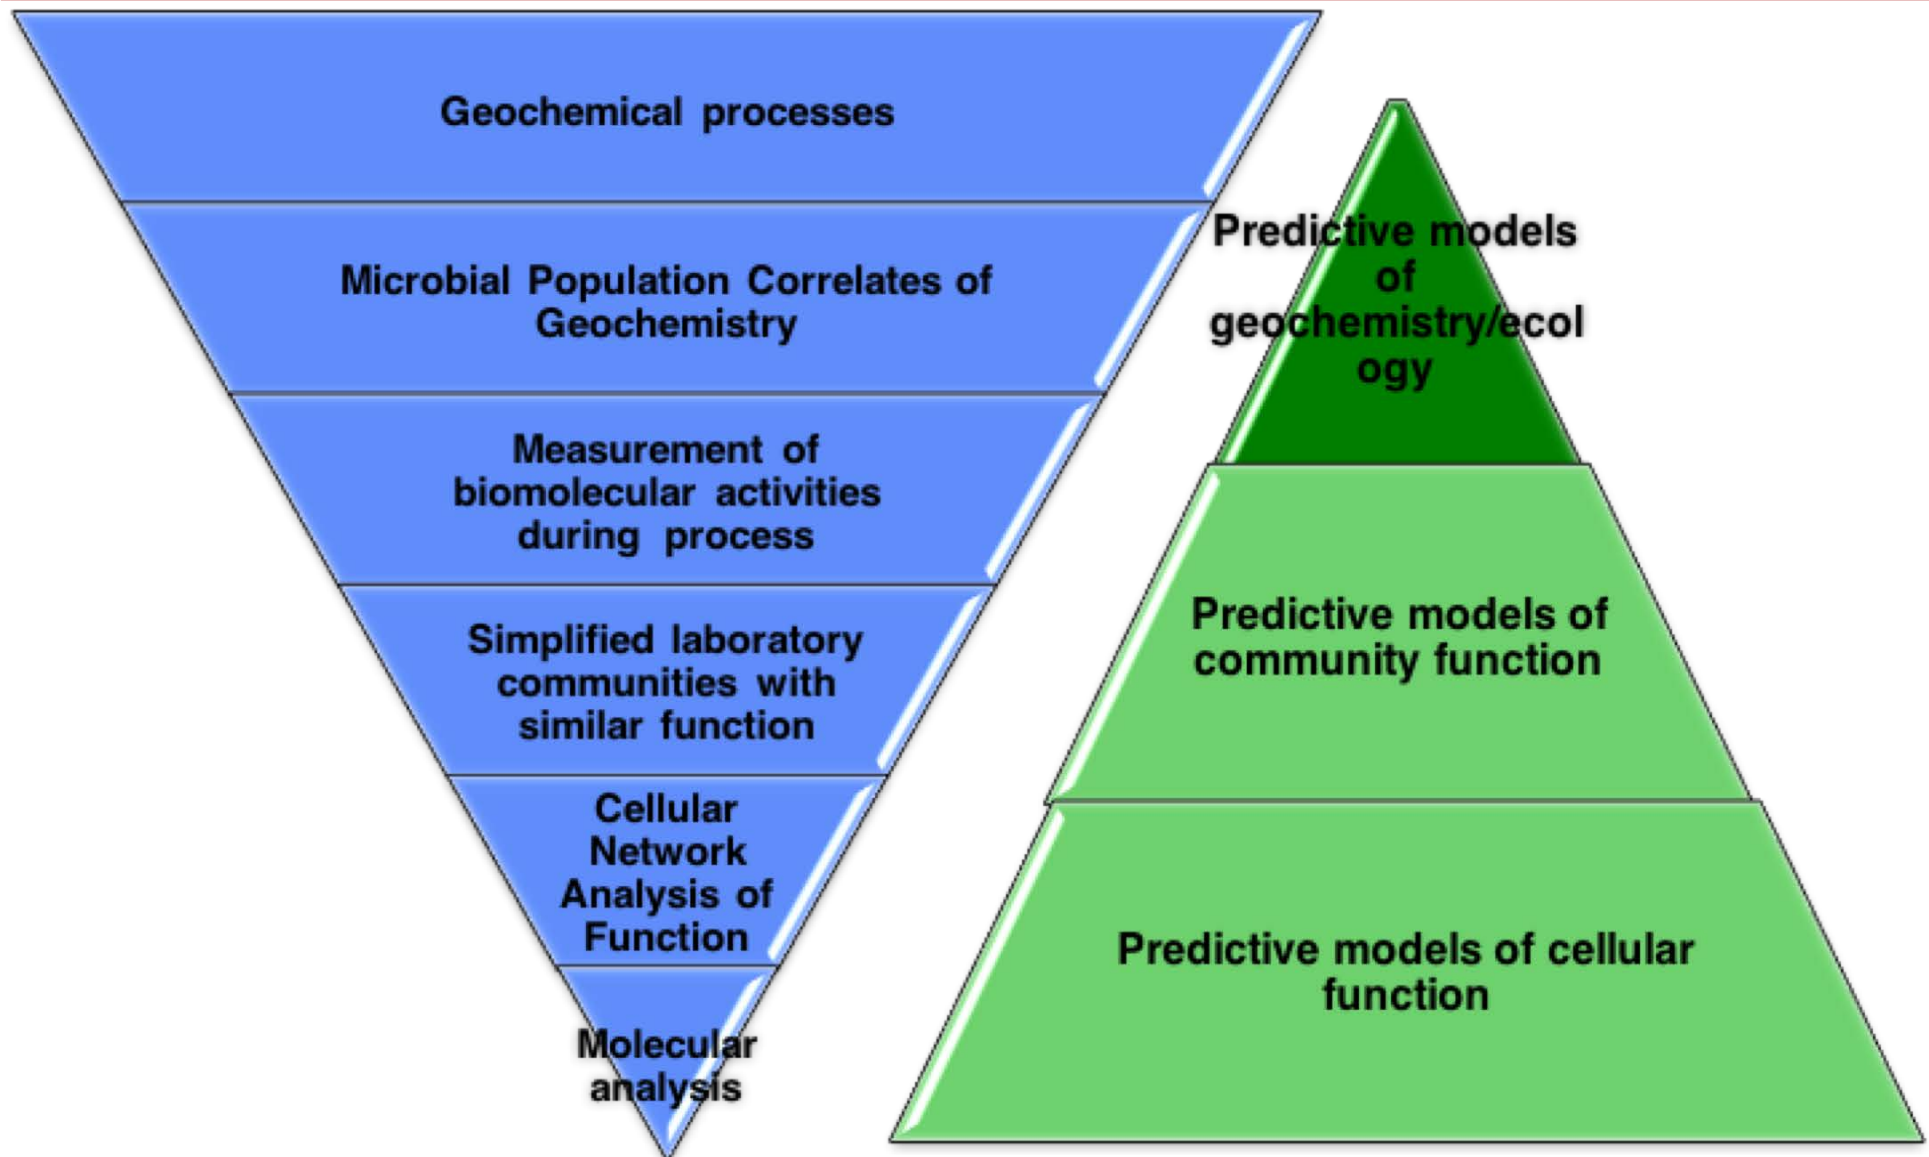 Geochemical processes
Microbial Population Correlates of
Geochemistry
Measurement of
biomolecular activities
during process
Simplified laboratory
communities with
similar function
Cellular
Network
Analysis of
Function
Molecular
analysis
Predictive models
of
geochemistry/ecol
ogy
Predictive models of
community function
Predictive models of cellular
function